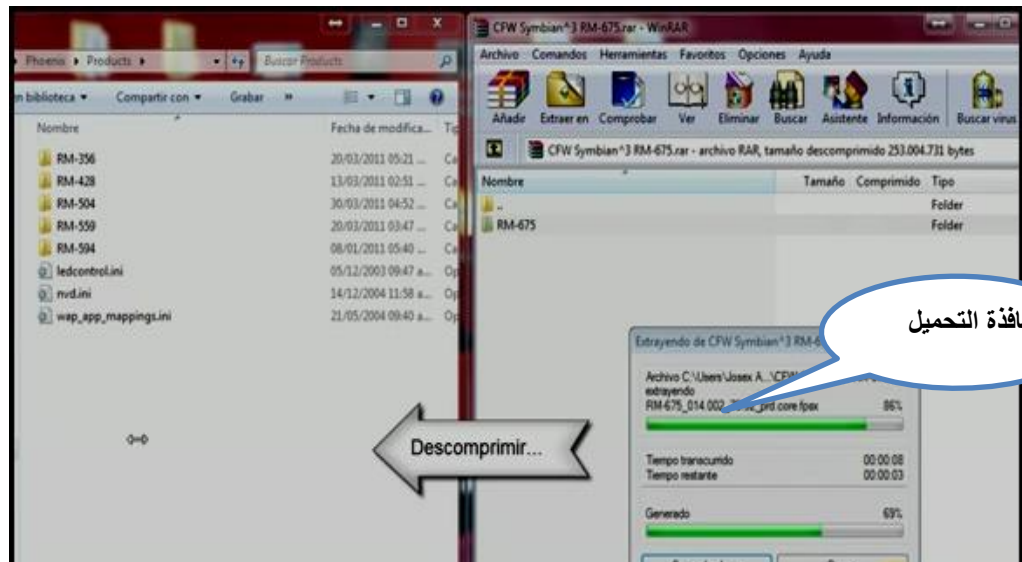 Phoenix ▸ Products ▸
Buscar Products
en biblioteca ▾ Compartir con ▾ Grabar »
Nombre Fecha de modifica...
RM-356 20/03/2011 05:21 ...
RM-428 13/03/2011 02:51 ...
RM-504 30/03/2011 04:52 ...
RM-559 20/03/2011 03:47 ...
RM-594 08/01/2011 05:40 ...
ledcontrol.ini 05/12/2003 09:47 a...
nvd.ini 14/12/2004 11:58 a...
wap_app_mappings.ini 21/05/2004 09:40 a...
Descomprimir...
CFW Symbian^3 RM-675.rar - WinRAR
Archivo Comandos Herramientas Favoritos Opciones Ayuda
Añadir Extraer en Comprobar Ver Eliminar Buscar Asistente Información Buscar virus
CFW Symbian^3 RM-675.rar - archivo RAR, tamaño descomprimido 253.004.731 bytes
Nombre Tamaño Comprimido Tipo
.. Folder
RM-675 Folder
افذة التحميل
Extrayendo de CFW Symbian^3 RM-6
Archivo C:\Users\Josex A...\CFW
extrayendo
RM-675_014.002_ prd.core.fpsx 86%
Tiempo transcurrido 00:00:08
Tiempo restante 00:00:03
Generado 69%